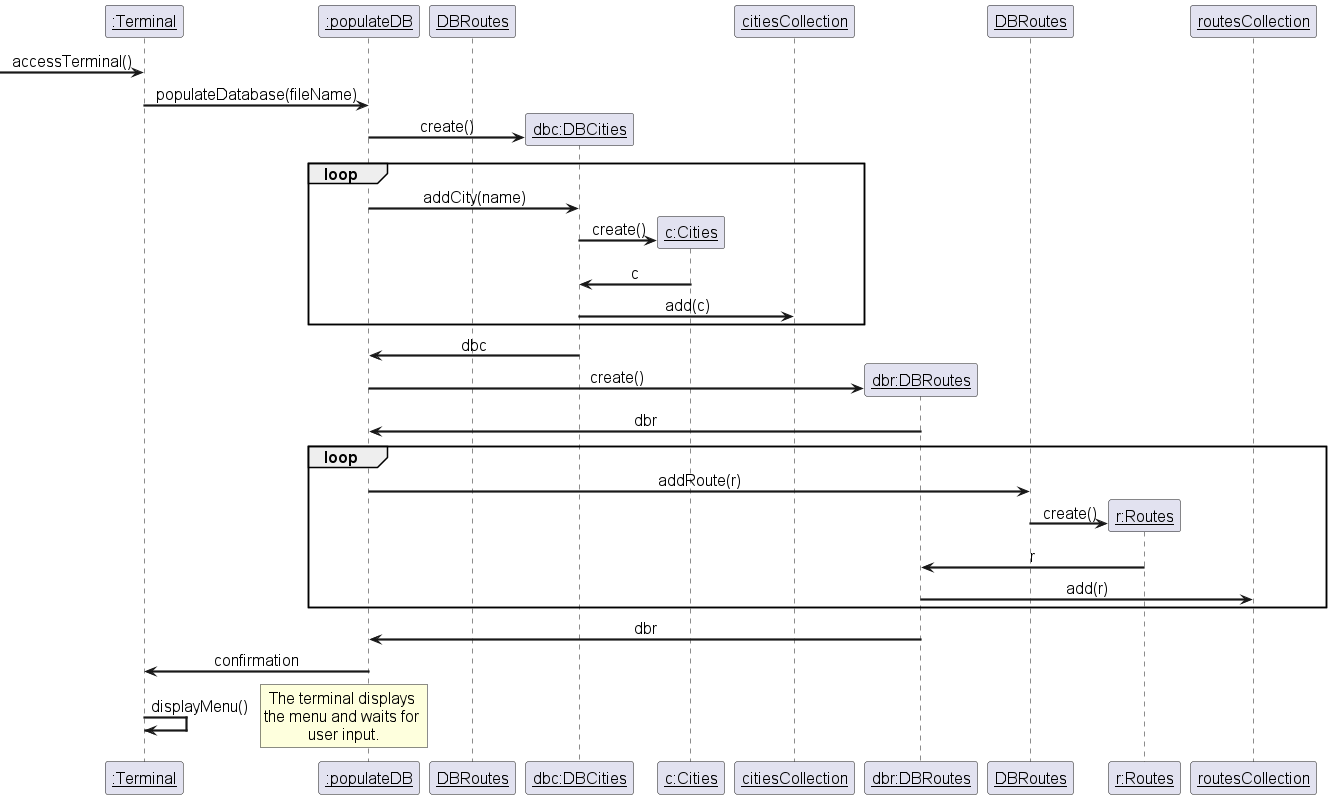 :Terminal
:populateDB
DBRoutes
citiesCollection
DBRoutes
routesCollection
accessTerminal()
populateDatabase(fileName)
create()
dbc:DBCities
loop
addCity(name)
create()
c:Cities
c
add(c)
dbc
create()
dbr:DBRoutes
dbr
loop
addRoute(r)
create()
r:Routes
r
add(r)
dbr
confirmation
displayMenu()
The terminal displays
the menu and waits for
user input.
:Terminal
:populateDB
DBRoutes
dbc:DBCities
c:Cities
citiesCollection
dbr:DBRoutes
DBRoutes
r:Routes
routesCollection